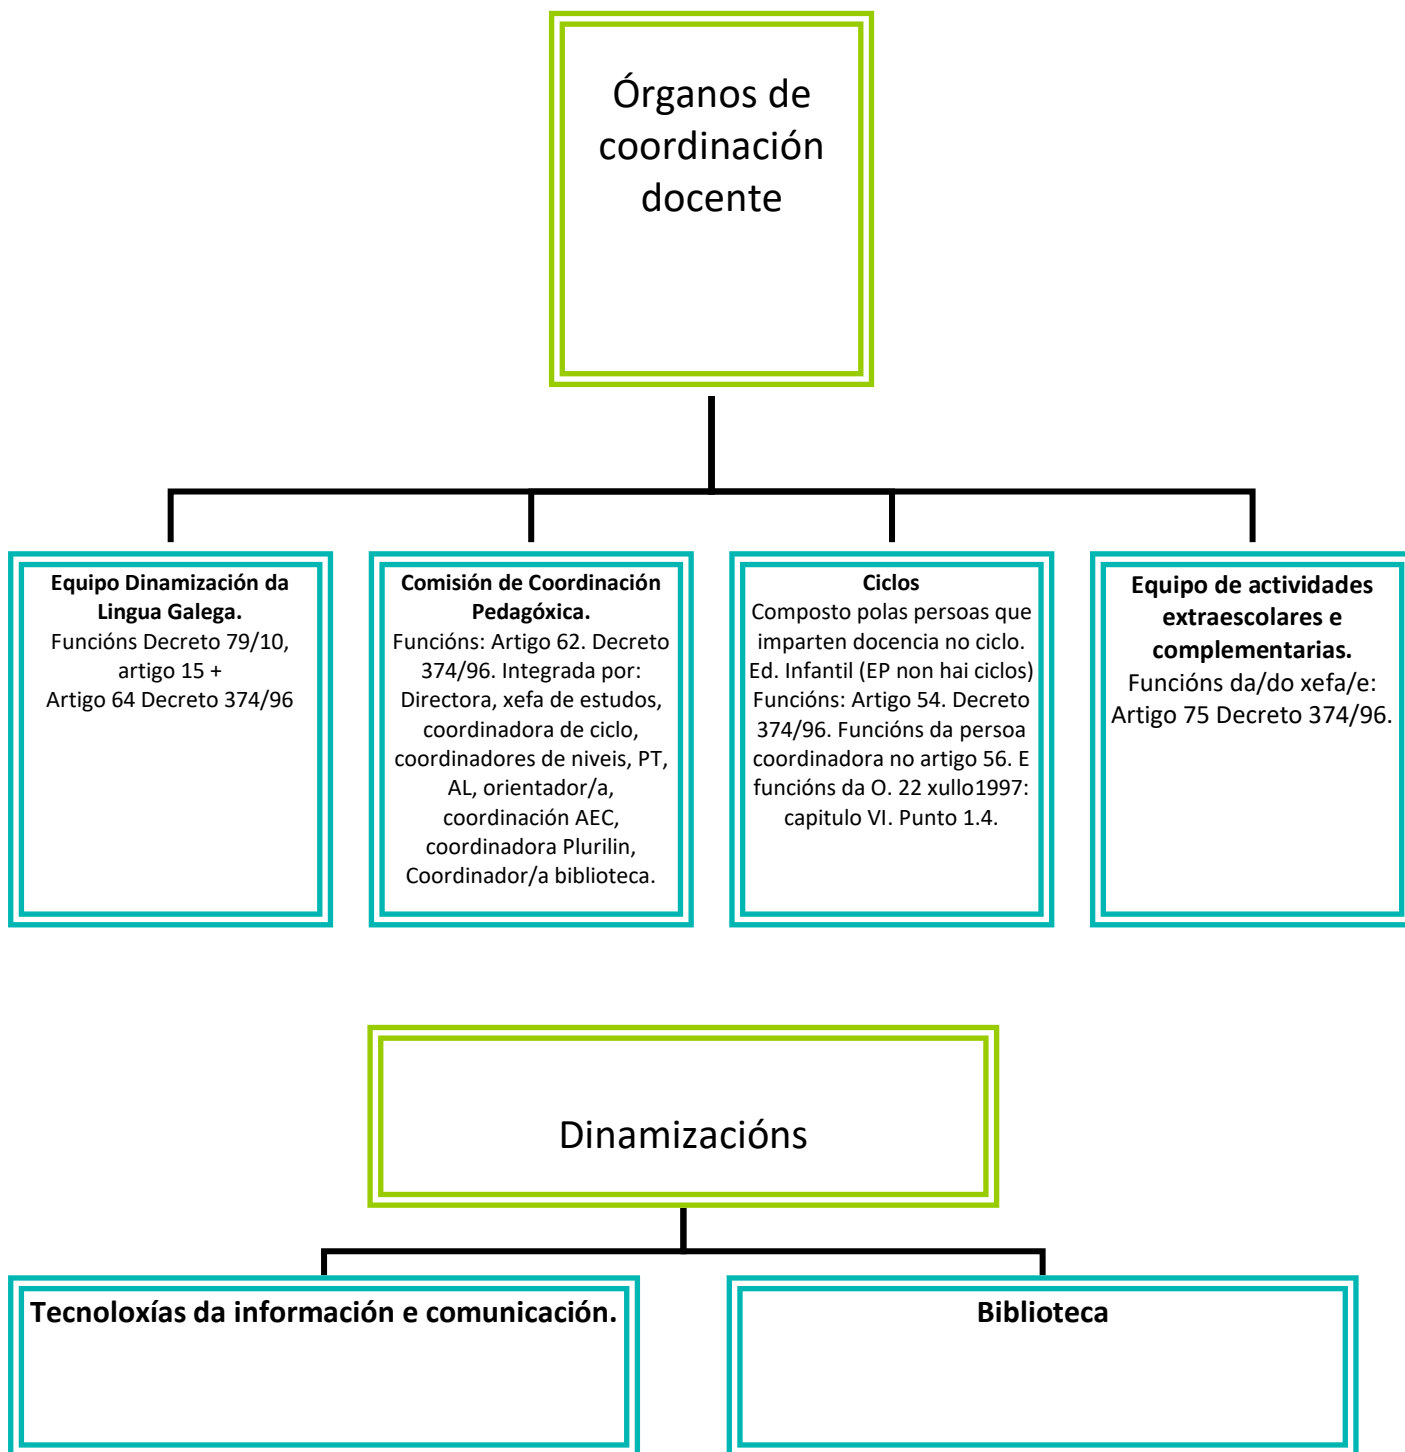 Órganos de
coordinación
docente
Equipo Dinamización da
Lingua Galega.
Funcións Decreto 79/10,
artigo 15 +
Artigo 64 Decreto 374/96
Comisión de Coordinación
Pedagóxica.
Funcións: Artigo 62. Decreto
374/96. Integrada por:
Directora, xefa de estudos,
coordinadora de ciclo,
coordinadores de niveis, PT,
AL, orientador/a,
coordinación AEC,
coordinadora Plurilin,
Coordinador/a biblioteca.
Ciclos
Composto polas persoas que
imparten docencia no ciclo.
Ed. Infantil (EP non hai ciclos)
Funcións: Artigo 54. Decreto
374/96. Funcións da persoa
coordinadora no artigo 56. E
funcións da O. 22 xullo1997:
capitulo VI. Punto 1.4.
Equipo de actividades
extraescolares e
complementarias.
Funcións da/do xefa/e:
Artigo 75 Decreto 374/96.
Dinamizacións
Tecnoloxías da información e comunicación.
Biblioteca